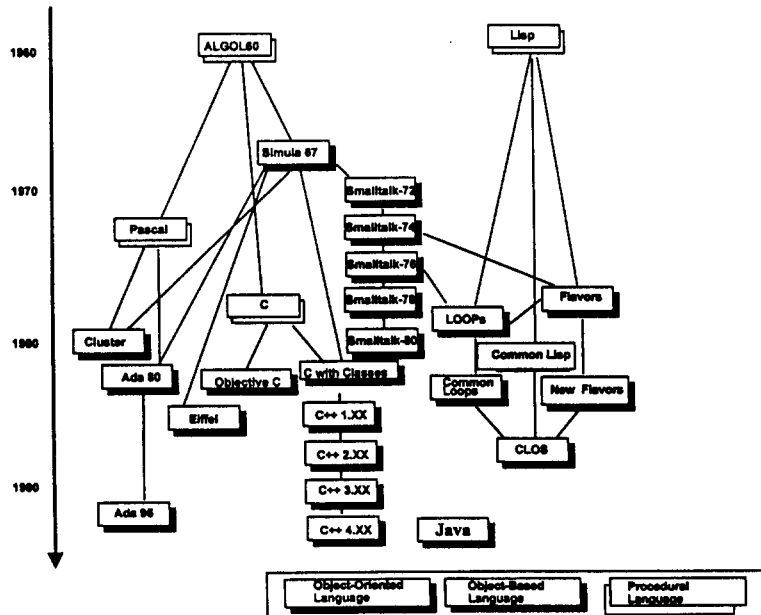 1960
ALGOL60
Lisp
Simula 67
1970
Smalltalk-72
Pascal
Smalltalk-74
Smalltalk-76
C
Smalltalk-78
Flavors
LOOPs
1980
Cluster
Smalltalk-80
Common Lisp
Ada 80
Objective C
C with Classes
Common
Loops
New Flavors
Eiffel
C++ 1.XX
C++ 2.XX
CLOS
1990
C++ 3.XX
Ada 95
C++ 4.XX
Java
Object-Oriented
Language
Object-Based
Language
Procedural
Language